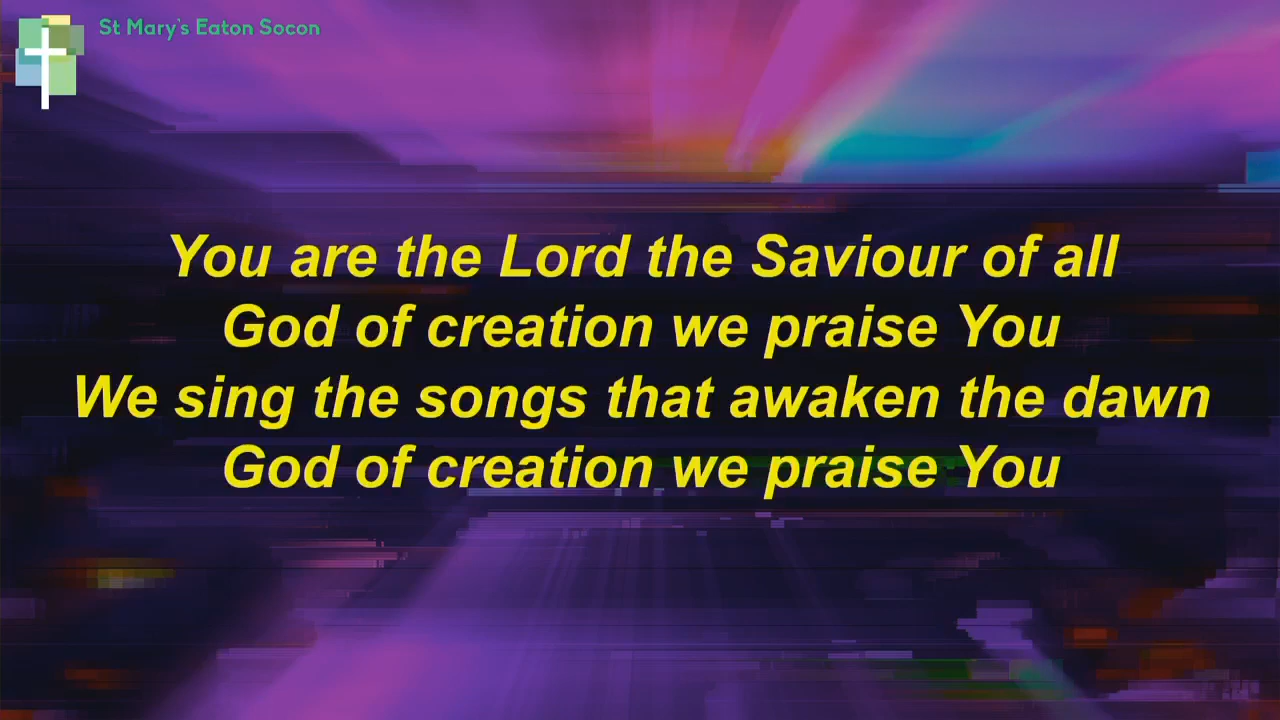 St Mary's Eaton Socon
You are the Lord the Saviour of all
God of creation we praise You
We sing the songs that awaken the dawn
God of creation we praise You